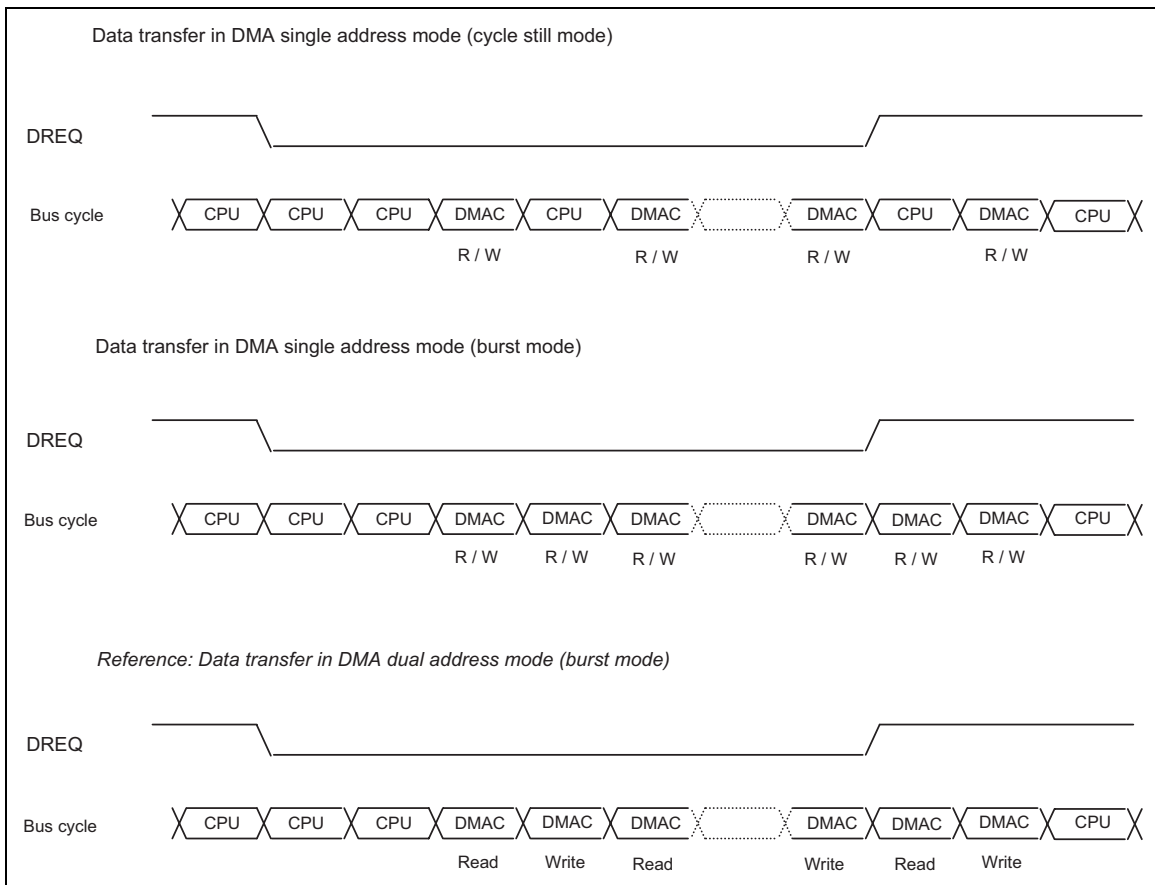 Data transfer in DMA single address mode (cycle still mode)
DREQ
Bus cycle CPU CPU CPU DMAC CPU DMAC DMAC CPU DMAC CPU
R / W R / W R / W R / W
Data transfer in DMA single address mode (burst mode)
DREQ
Bus cycle CPU CPU CPU DMAC DMAC DMAC DMAC DMAC DMAC CPU
R / W R / W R / W R / W R / W R / W
Reference: Data transfer in DMA dual address mode (burst mode)
DREQ
Bus cycle CPU CPU CPU DMAC DMAC DMAC DMAC DMAC DMAC CPU
Read Write Read Write Read Write